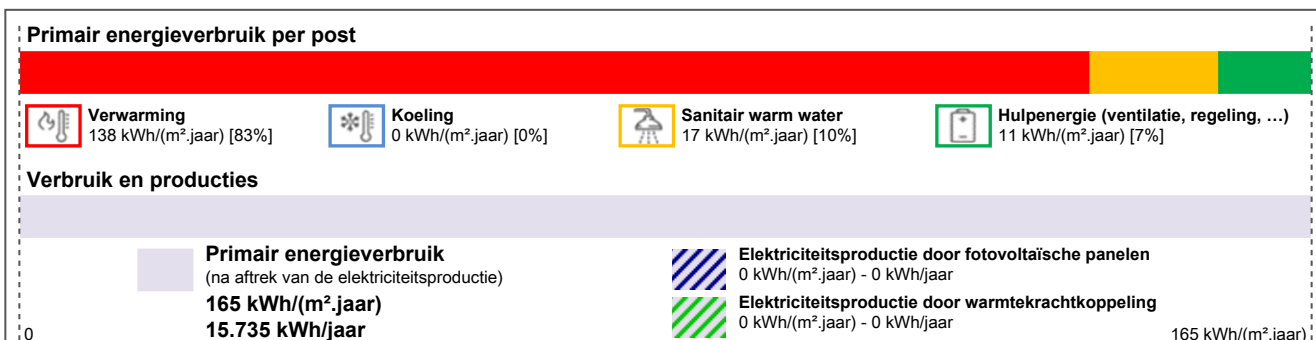 Primair energieverbruik per post
Verwarming
138 kWh/(m².jaar) [83%]
Koeling
0 kWh/(m².jaar) [0%]
Sanitair warm water
17 kWh/(m².jaar) [10%]
Hulpenergie (ventilatie, regeling, …)
11 kWh/(m².jaar) [7%]
Verbruik en producties
Primair energieverbruik
(na aftrek van de elektriciteitsproductie)
165 kWh/(m².jaar)
15.735 kWh/jaar
Elektriciteitsproductie door fotovoltaïsche panelen
0 kWh/(m².jaar) - 0 kWh/jaar
Elektriciteitsproductie door warmtekrachtkoppeling
0 kWh/(m².jaar) - 0 kWh/jaar
0
165 kWh/(m².jaar)